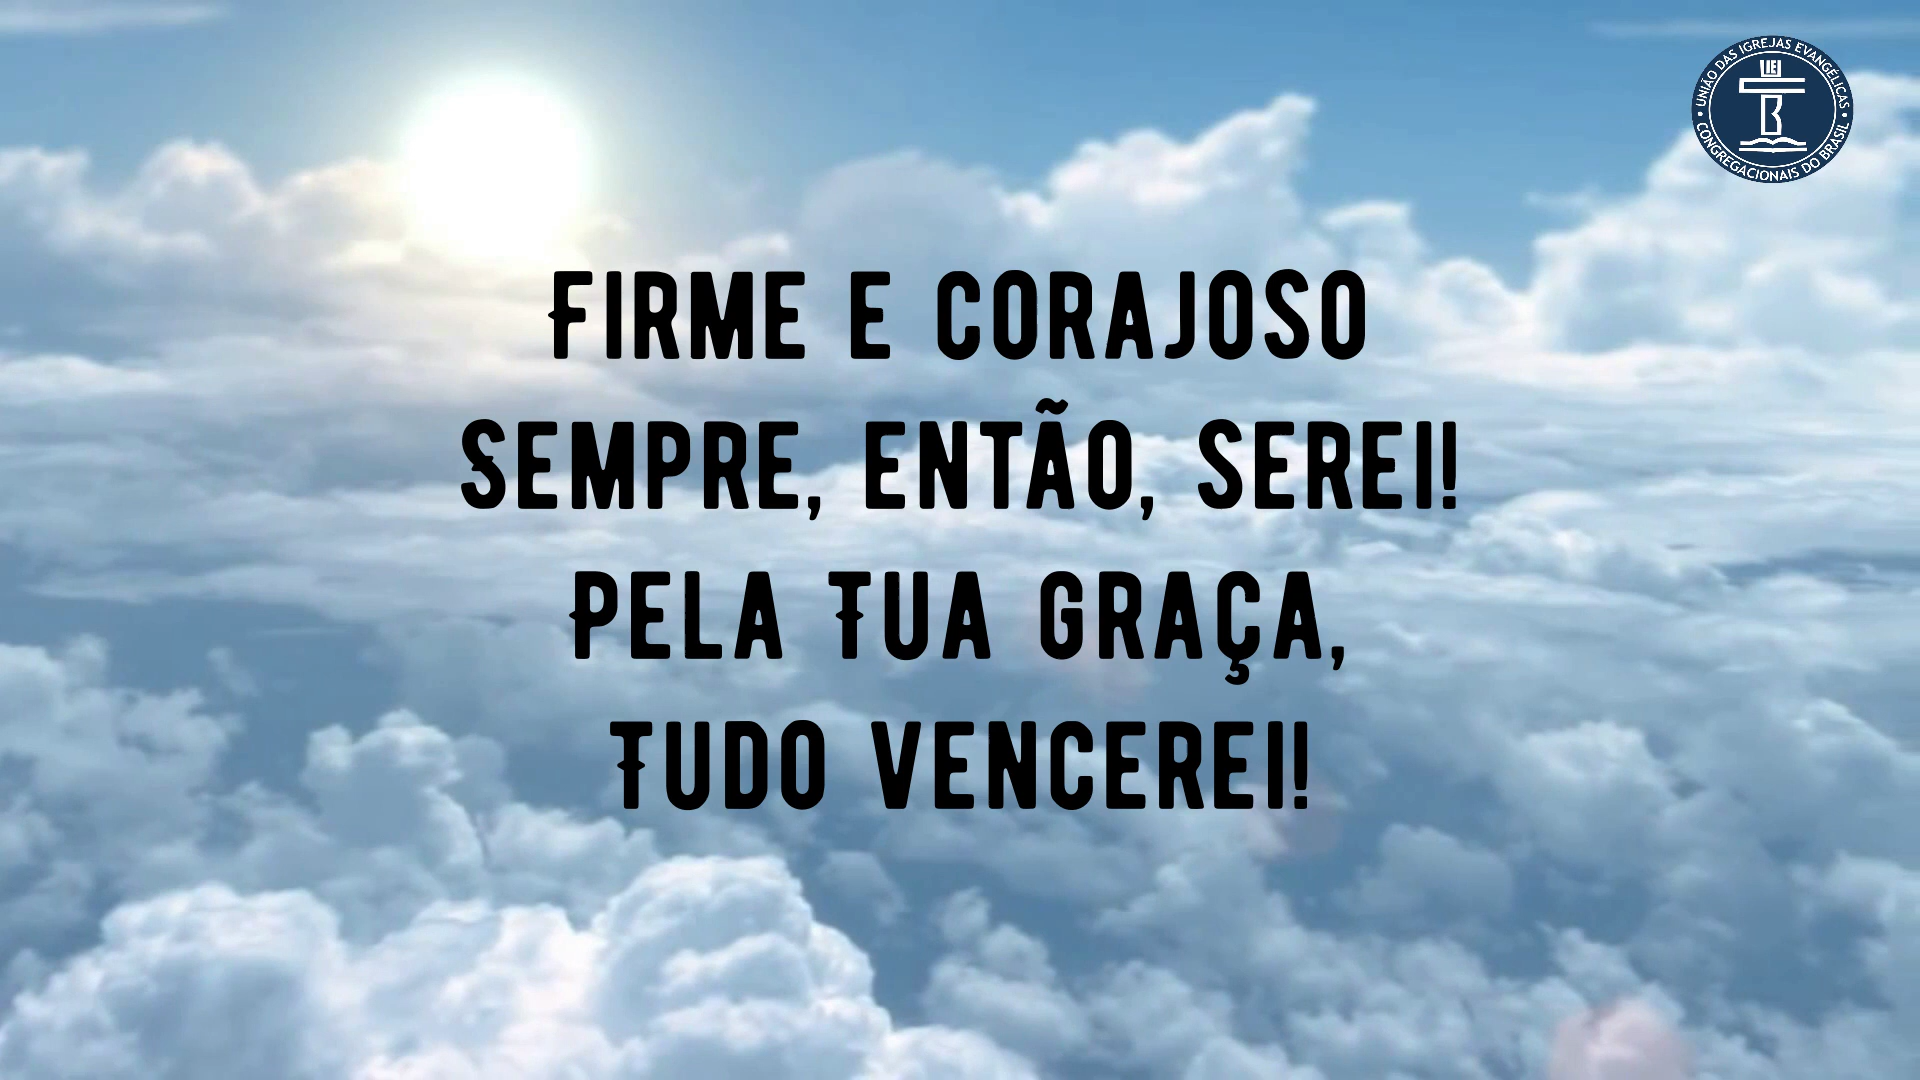 UNIÃO DAS IGREJAS EVANGÉLICAS
CONGREGACIONAIS DO BRASIL
FIRME E CORAJOSO
SEMPRE, ENTÃO, SEREI!
PELA TUA GRAÇA,
TUDO VENCEREI!